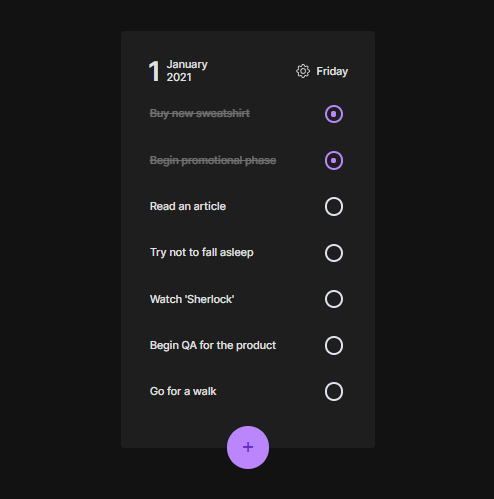 1
January
2021
Friday
Buy new sweatshirt
Begin promotional phase
Read an article
Try not to fall asleep
Watch 'Sherlock'
Begin QA for the product
Go for a walk
+